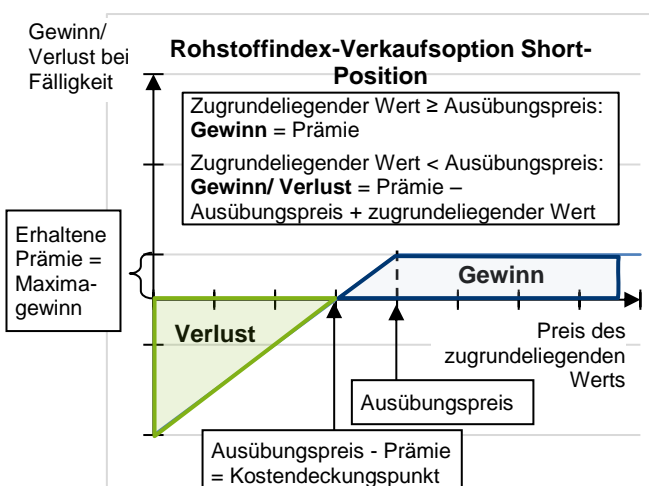 Gewinn/
Verlust bei
Fälligkeit
Rohstoffindex-Verkaufsoption Short-
Position
Zugrundeliegender Wert ≥ Ausübungspreis:
Gewinn = Prämie
Zugrundeliegender Wert < Ausübungspreis:
Gewinn/ Verlust = Prämie –
Ausübungspreis + zugrundeliegender Wert
Erhaltene
Prämie =
Maxima-
gewinn
Gewinn
Verlust
Preis des
zugrundeliegenden
Werts
Ausübungspreis
Ausübungspreis - Prämie
= Kostendeckungspunkt